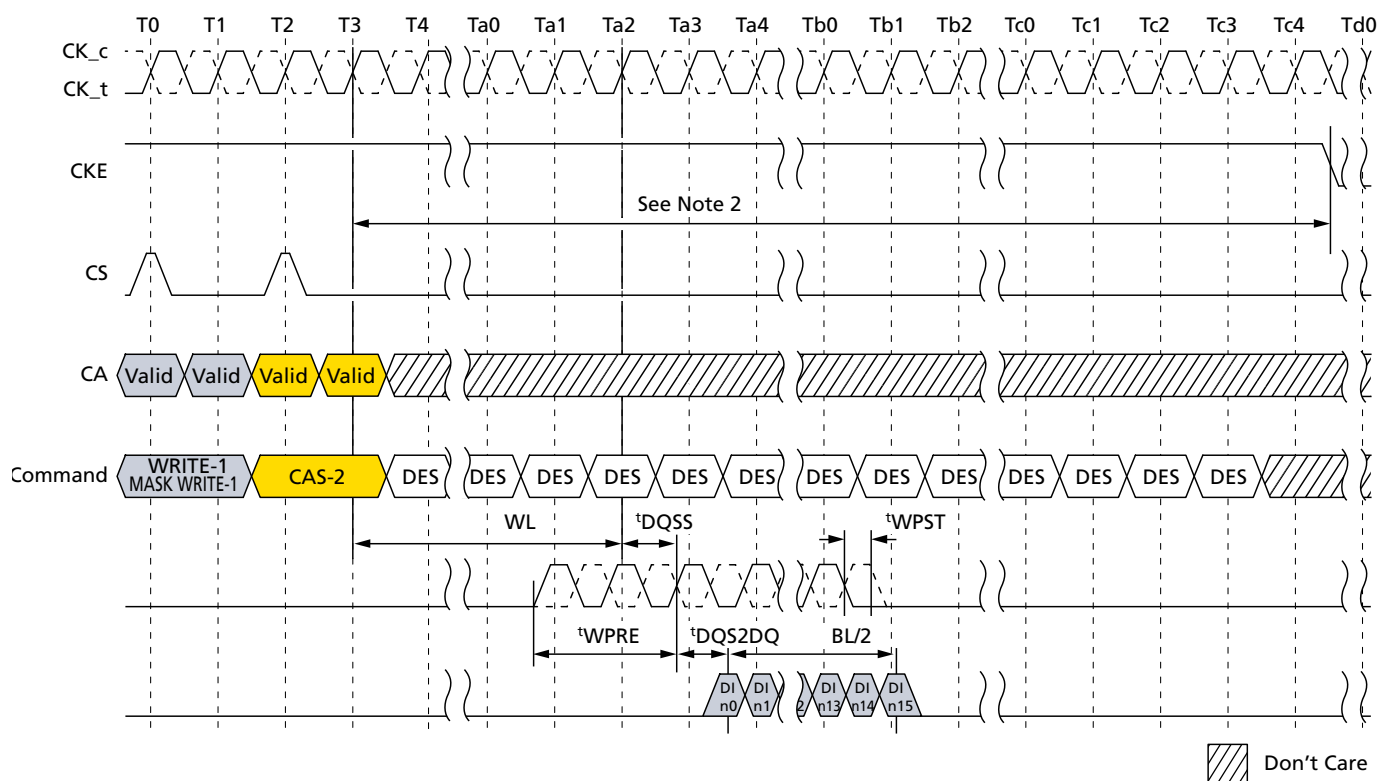 T0 T1 T2 T3 T4 Ta0 Ta1 Ta2 Ta3 Ta4 Tb0 Tb1 Tb2 Tc0 Tc1 Tc2 Tc3 Tc4 Td0
CK_c
CK_t
CKE
See Note 2
CS
CA Valid Valid Valid Valid
Command WRITE-1 MASK WRITE-1 CAS-2 DES DES DES DES DES DES DES DES DES DES DES DES DES
WL tDQSS tWPST
tWPRE tDQS2DQ BL/2
DI DI DI DI DI
n0 n1 2 n13 n14 n15
Don't Care